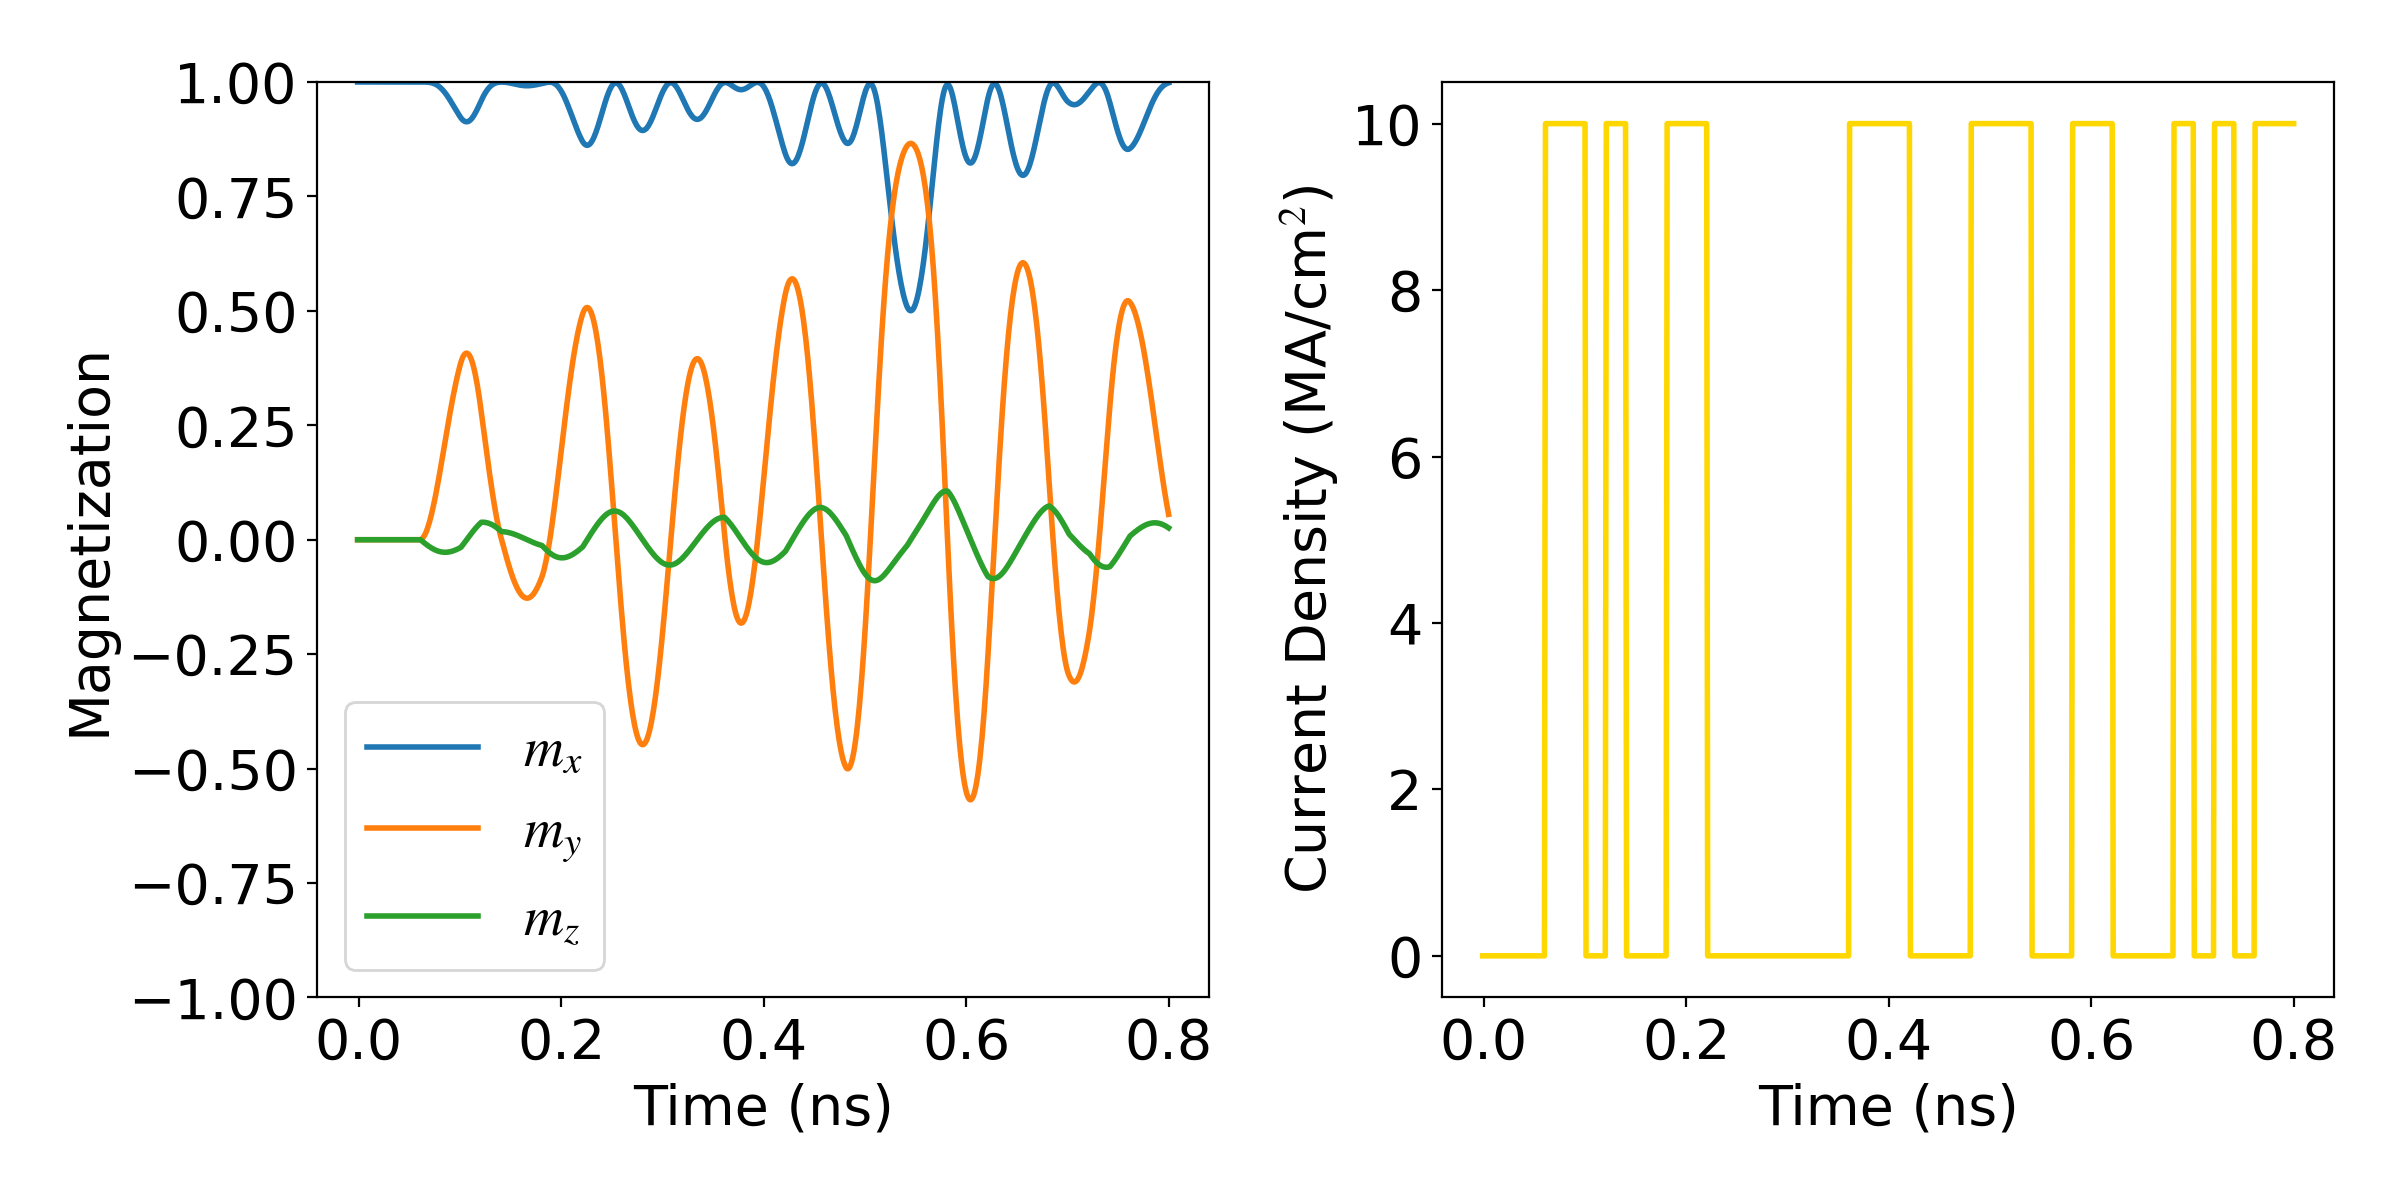 1.00
0.75
0.50
0.25
0.00
−0.25
−0.50
−0.75
−1.00
Magnetization
m_x
m_y
m_z
0.0 0.2 0.4 0.6 0.8
Time (ns)
10
8
6
4
2
0
Current Density (MA/cm²)
0.0 0.2 0.4 0.6 0.8
Time (ns)